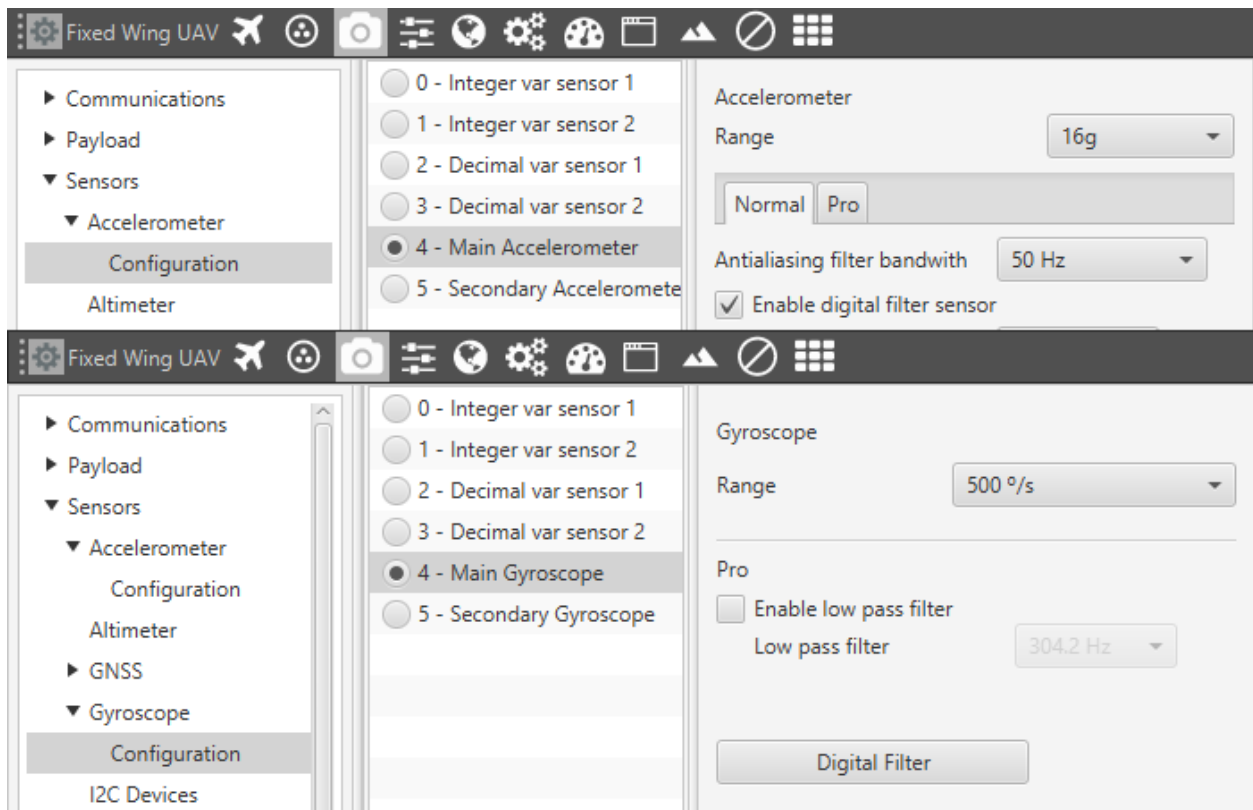 Fixed Wing UAV
Communications
Payload
Sensors
Accelerometer
Configuration
Altimeter
0 - Integer var sensor 1
1 - Integer var sensor 2
2 - Decimal var sensor 1
3 - Decimal var sensor 2
4 - Main Accelerometer
5 - Secondary Acceleromete
Accelerometer
Range 16g
Normal Pro
Antialiasing filter bandwith 50 Hz
Enable digital filter sensor
Fixed Wing UAV
Communications
Payload
Sensors
Accelerometer
Configuration
Altimeter
GNSS
Gyroscope
Configuration
I2C Devices
0 - Integer var sensor 1
1 - Integer var sensor 2
2 - Decimal var sensor 1
3 - Decimal var sensor 2
4 - Main Gyroscope
5 - Secondary Gyroscope
Gyroscope
Range 500 º/s
Pro
Enable low pass filter
Low pass filter 304.2 Hz
Digital Filter